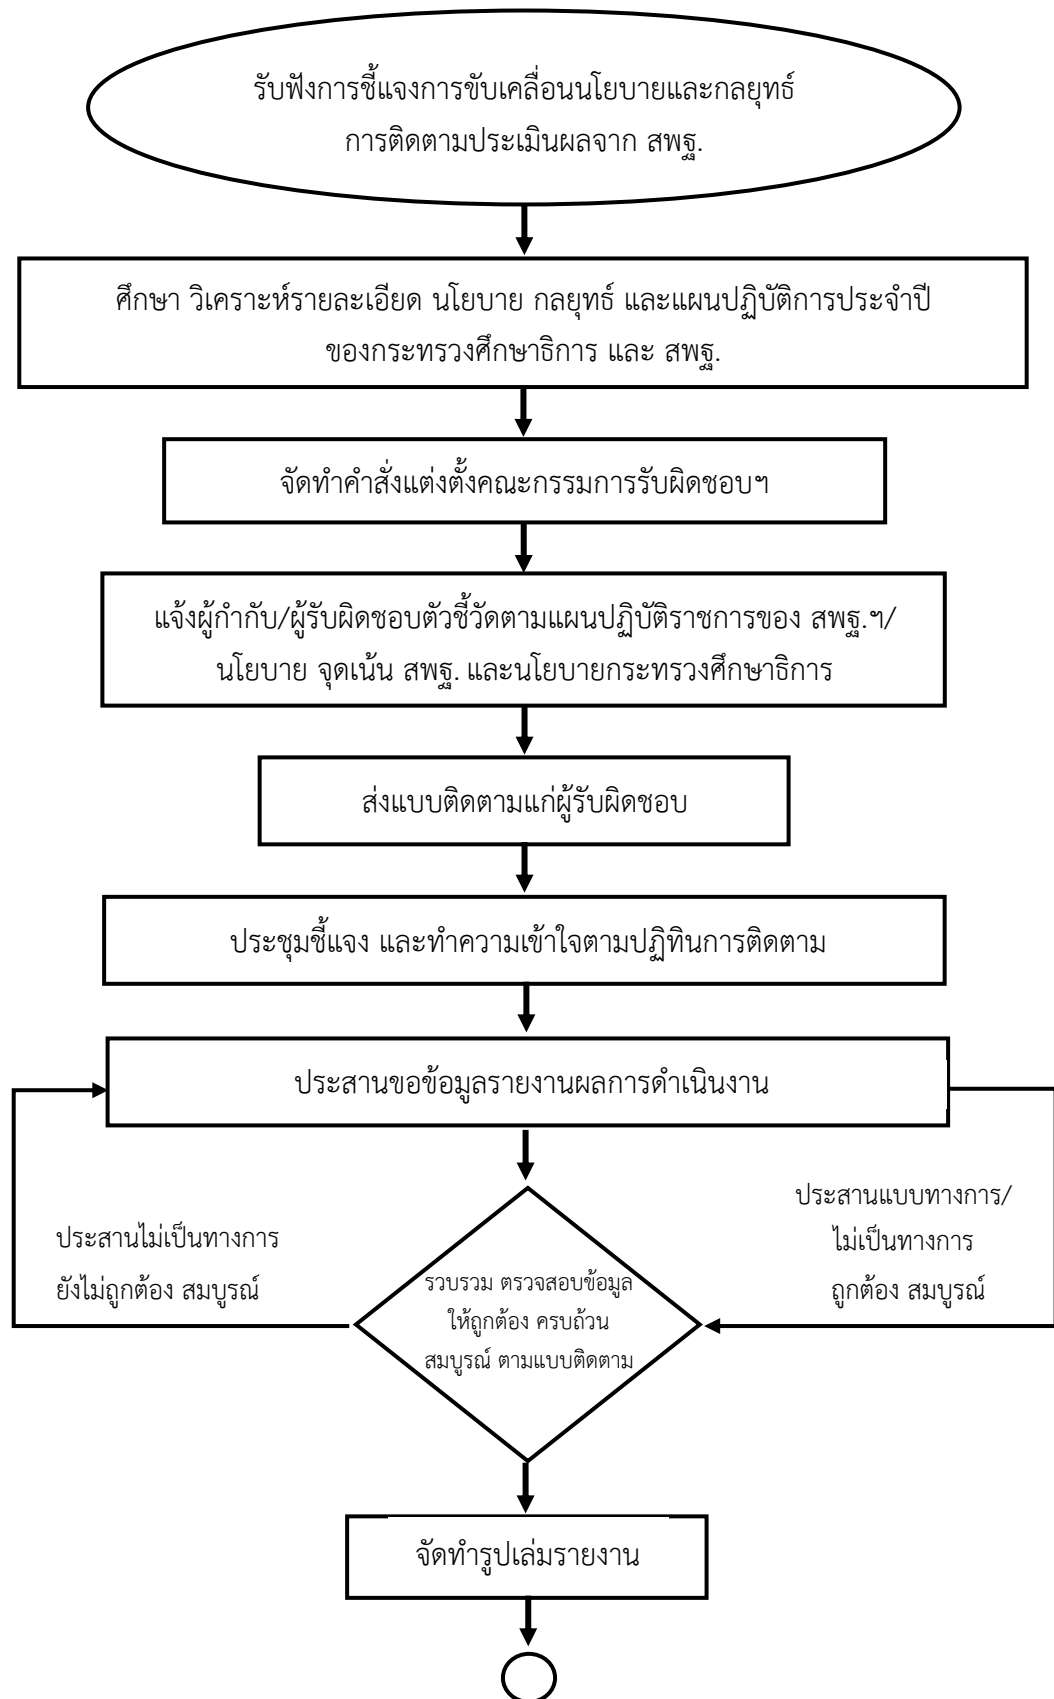 รับฟังการชี้แจงการขับเคลื่อนนโยบายและกลยุทธ์
การติดตามประเมินผลจาก สพฐ.
ศึกษา วิเคราะห์รายละเอียด นโยบาย กลยุทธ์ และแผนปฏิบัติการประจำปี
ของกระทรวงศึกษาธิการ และ สพฐ.
จัดทำคำสั่งแต่งตั้งคณะกรรมการรับผิดชอบฯ
แจ้งผู้กำกับ/ผู้รับผิดชอบตัวชี้วัดตามแผนปฏิบัติราชการของ สพฐ.ฯ/
นโยบาย จุดเน้น สพฐ. และนโยบายกระทรวงศึกษาธิการ
ส่งแบบติดตามแก่ผู้รับผิดชอบ
ประชุมชี้แจง และทำความเข้าใจตามปฏิทินการติดตาม
ประสานขอข้อมูลรายงานผลการดำเนินงาน
ประสานไม่เป็นทางการ
ยังไม่ถูกต้อง สมบูรณ์
รวบรวม ตรวจสอบข้อมูล
ให้ถูกต้อง ครบถ้วน
สมบูรณ์ ตามแบบติดตาม
ประสานแบบทางการ/
ไม่เป็นทางการ
ถูกต้อง สมบูรณ์
จัดทำรูปเล่มรายงาน